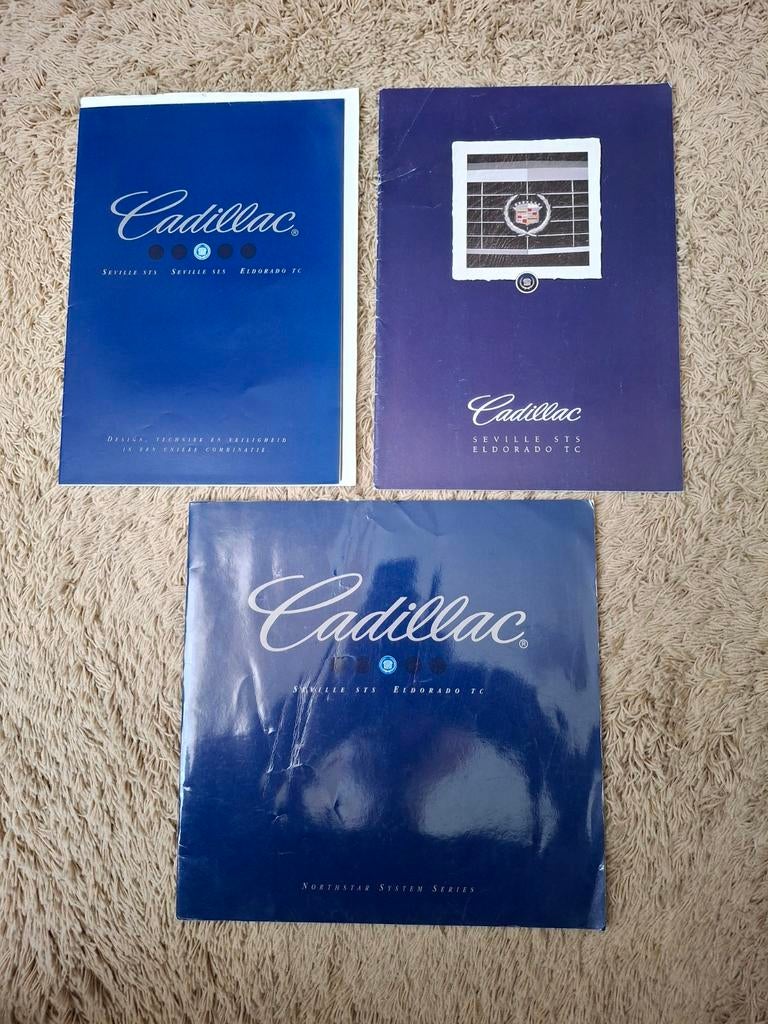 Cadillac®
SEVILLE STS SEVILLE SLS ELDORADO TC
DESIGN, TECHNIEK EN VEILIGHEID
IN EEN UNIEKE COMBINATIE.
Cadillac
SEVILLE STS
ELDORADO TC
Cadillac®
SEVILLE STS ELDORADO TC
NORTHSTAR SYSTEM SERIES